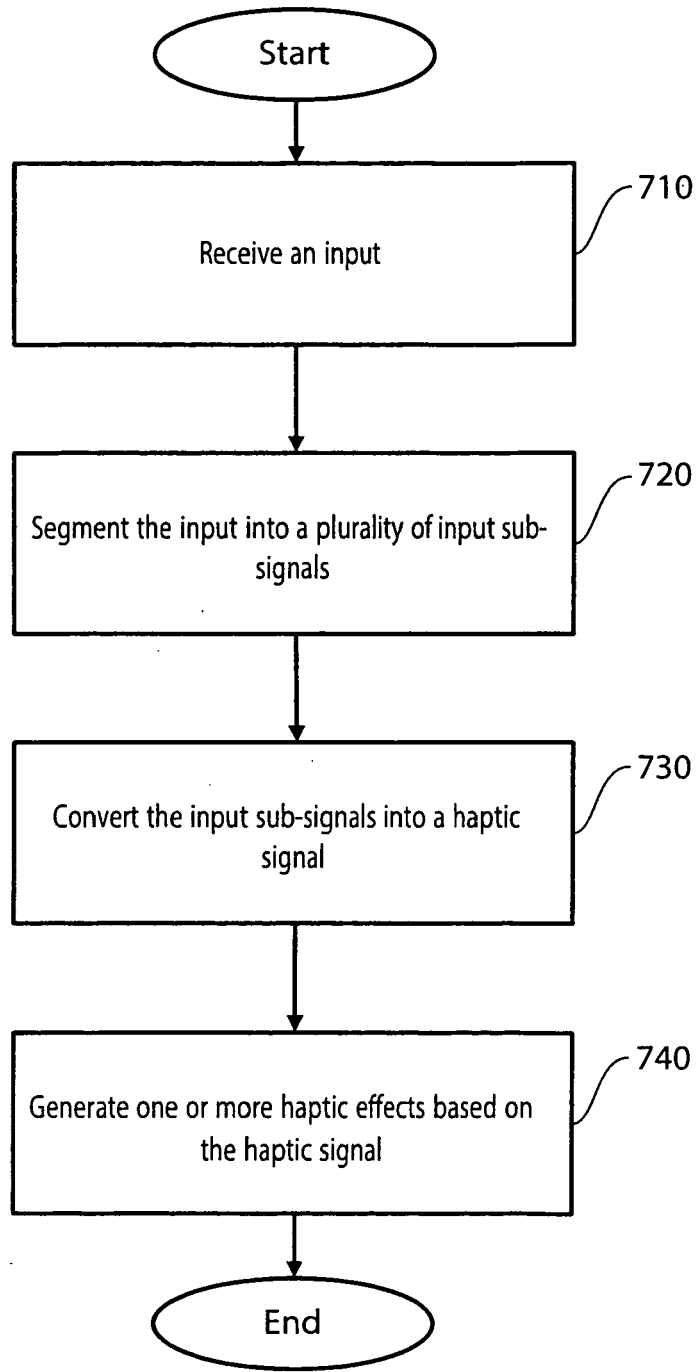 Start
710
Receive an input
720
Segment the input into a plurality of input sub-
signals
730
Convert the input sub-signals into a haptic
signal
740
Generate one or more haptic effects based on
the haptic signal
End